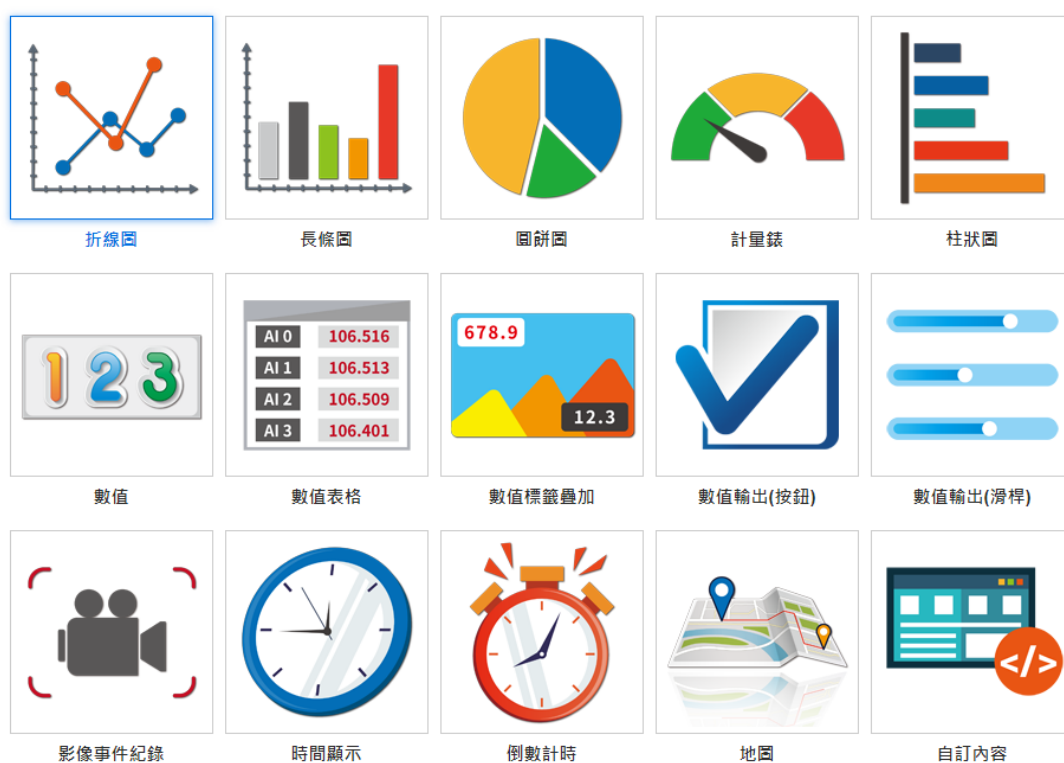 折線圖
長條圖
圓餅圖
計量錶
柱狀圖
1 2 3
AI 0 106.516
AI 1 106.513
AI 2 106.509
AI 3 106.401
678.9
12.3
數值
數值表格
數值標籤疊加
數值輸出(按鈕)
數值輸出(滑桿)
</>
影像事件紀錄
時間顯示
倒數計時
地圖
自訂內容